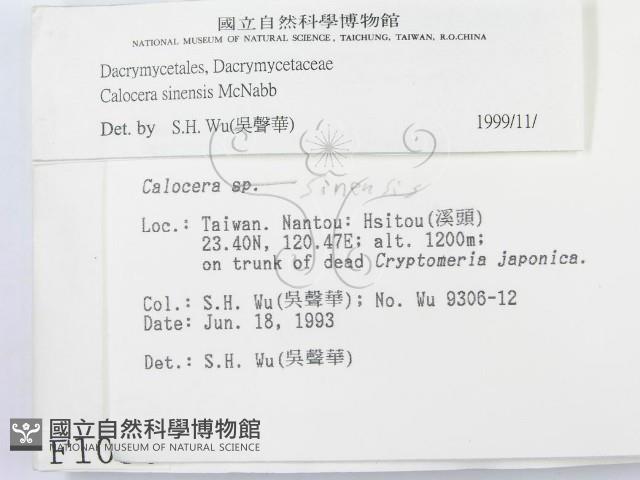 國立自然科學博物館
NATIONAL MUSEUM OF NATURAL SCIENCE, TAICHUNG, TAIWAN, R.O.CHINA
Dacrymycetales, Dacrymycetaceae
Calocera sinensis McNabb
Det. by S.H. Wu(吳聲華) 1999/11/
Calocera sp. sinensis
Loc.: Taiwan. Nantou: Hsitou(溪頭)
23.40N, 120.47E; alt. 1200m;
on trunk of dead Cryptomeria japonica.
Col.: S.H. Wu(吳聲華); No. Wu 9306-12
Date: Jun. 18, 1993
Det.: S.H. Wu(吳聲華)
國立自然科學博物館
NATIONAL MUSEUM OF NATURAL SCIENCE